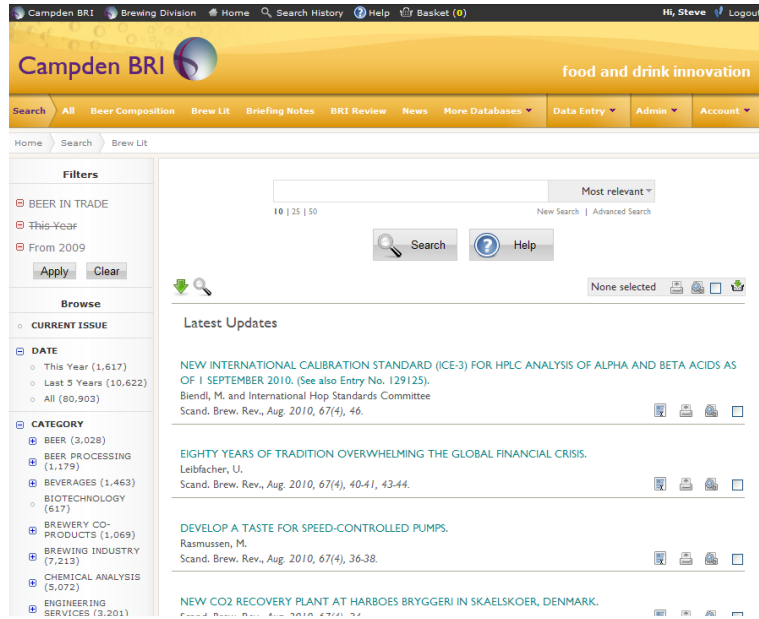 Campden BRI Brewing Division Home Search History Help Basket (0) Hi, Steve Logout
Campden BRI
food and drink innovation
Search All Beer Composition Brew Lit Briefing Notes BRI Review News More Databases Data Entry Admin Account
Home Search Brew Lit
Filters
BEER IN TRADE
This Year
From 2009
Apply Clear
Browse
CURRENT ISSUE
DATE
This Year (1,617)
Last 5 Years (10,622)
All (80,903)
CATEGORY
BEER (3,028)
BEER PROCESSING
(1,179)
BEVERAGES (1,463)
BIOTECHNOLOGY
(617)
BREWERY CO-
PRODUCTS (1,069)
BREWING INDUSTRY
(7,213)
CHEMICAL ANALYSIS
(5,072)
ENGINEERING
SERVICES (3,201)
Most relevant
10 | 25 | 50 New Search | Advanced Search
Search Help
None selected
Latest Updates
NEW INTERNATIONAL CALIBRATION STANDARD (ICE-3) FOR HPLC ANALYSIS OF ALPHA AND BETA ACIDS AS
OF 1 SEPTEMBER 2010. (See also Entry No. 129125).
Biendl, M. and International Hop Standards Committee
Scand. Brew. Rev., Aug. 2010, 67(4), 46.
EIGHTY YEARS OF TRADITION OVERWHELMING THE GLOBAL FINANCIAL CRISIS.
Leibfacher, U.
Scand. Brew. Rev., Aug. 2010, 67(4), 40-41, 43-44.
DEVELOP A TASTE FOR SPEED-CONTROLLED PUMPS.
Rasmussen, M.
Scand. Brew. Rev., Aug. 2010, 67(4), 36-38.
NEW CO2 RECOVERY PLANT AT HARBOES BRYGGERI IN SKAELSKOER, DENMARK.